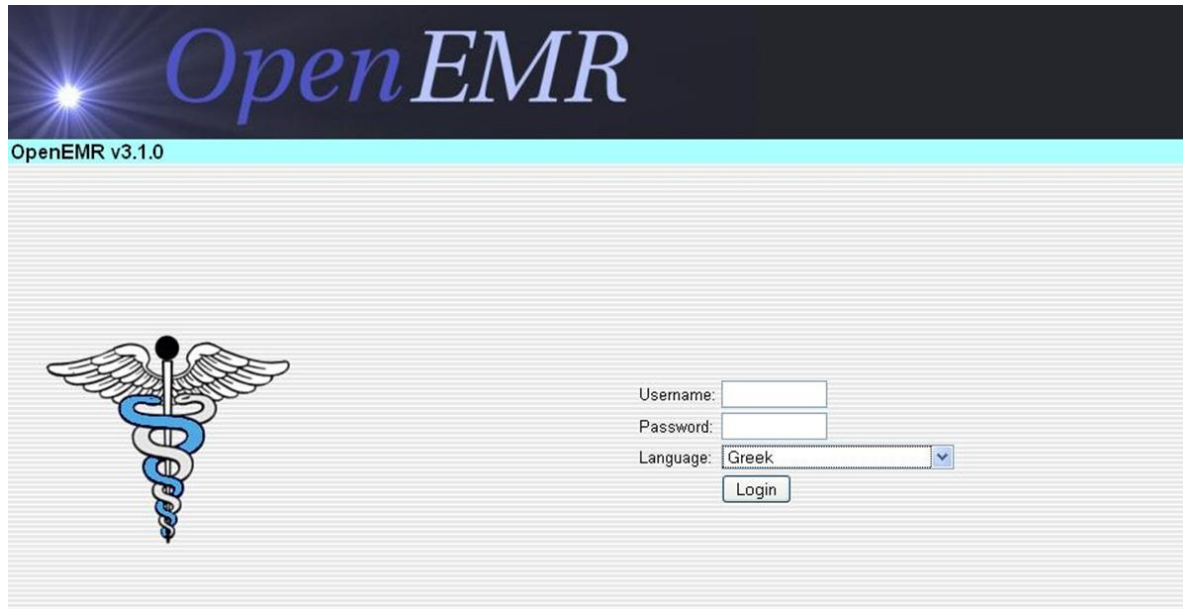 OpenEMR
OpenEMR v3.1.0
Username:
Password:
Language: Greek
Login